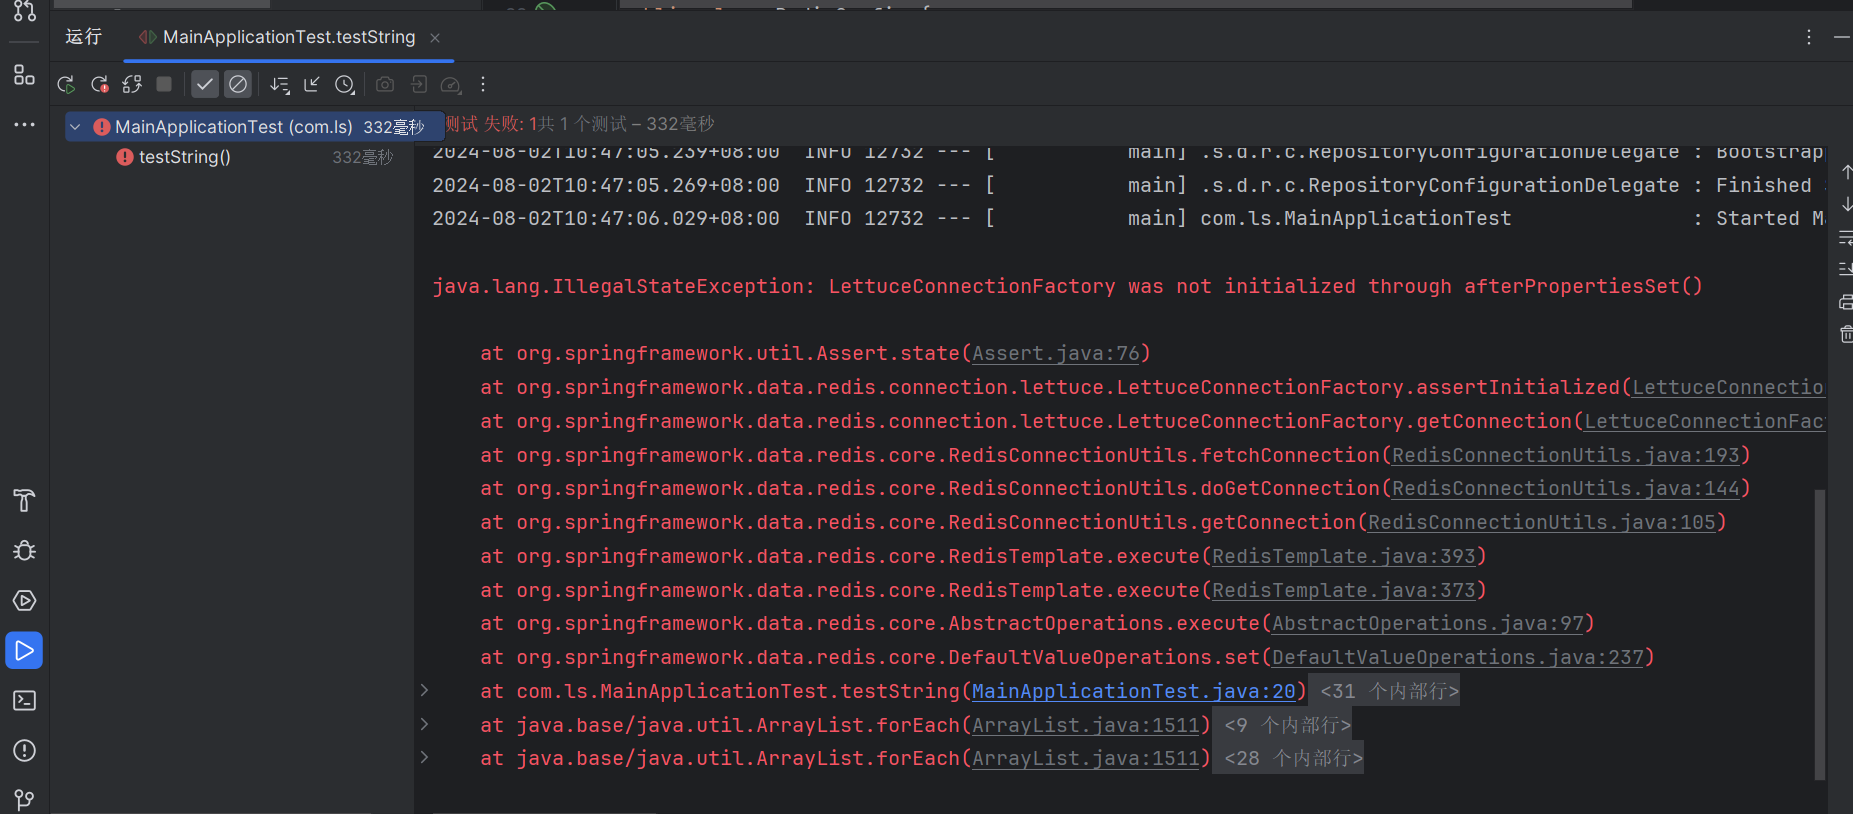 运行
MainApplicationTest.testString
MainApplicationTest (com.ls) 332毫秒
testString() 332毫秒
测试 失败: 1共 1 个测试 – 332毫秒
2024-08-02T10:47:05.239+08:00  INFO 12732 --- [           main] .s.d.r.c.RepositoryConfigurationDelegate : Bootstrapp
2024-08-02T10:47:05.269+08:00  INFO 12732 --- [           main] .s.d.r.c.RepositoryConfigurationDelegate : Finished
2024-08-02T10:47:06.029+08:00  INFO 12732 --- [           main] com.ls.MainApplicationTest               : Started M
java.lang.IllegalStateException: LettuceConnectionFactory was not initialized through afterPropertiesSet()
at org.springframework.util.Assert.state(Assert.java:76)
at org.springframework.data.redis.connection.lettuce.LettuceConnectionFactory.assertInitialized(LettuceConnectio
at org.springframework.data.redis.connection.lettuce.LettuceConnectionFactory.getConnection(LettuceConnectionFac
at org.springframework.data.redis.core.RedisConnectionUtils.fetchConnection(RedisConnectionUtils.java:193)
at org.springframework.data.redis.core.RedisConnectionUtils.doGetConnection(RedisConnectionUtils.java:144)
at org.springframework.data.redis.core.RedisConnectionUtils.getConnection(RedisConnectionUtils.java:105)
at org.springframework.data.redis.core.RedisTemplate.execute(RedisTemplate.java:393)
at org.springframework.data.redis.core.RedisTemplate.execute(RedisTemplate.java:373)
at org.springframework.data.redis.core.AbstractOperations.execute(AbstractOperations.java:97)
at org.springframework.data.redis.core.DefaultValueOperations.set(DefaultValueOperations.java:237)
at com.ls.MainApplicationTest.testString(MainApplicationTest.java:20) <31 个内部行>
at java.base/java.util.ArrayList.forEach(ArrayList.java:1511) <9 个内部行>
at java.base/java.util.ArrayList.forEach(ArrayList.java:1511) <28 个内部行>